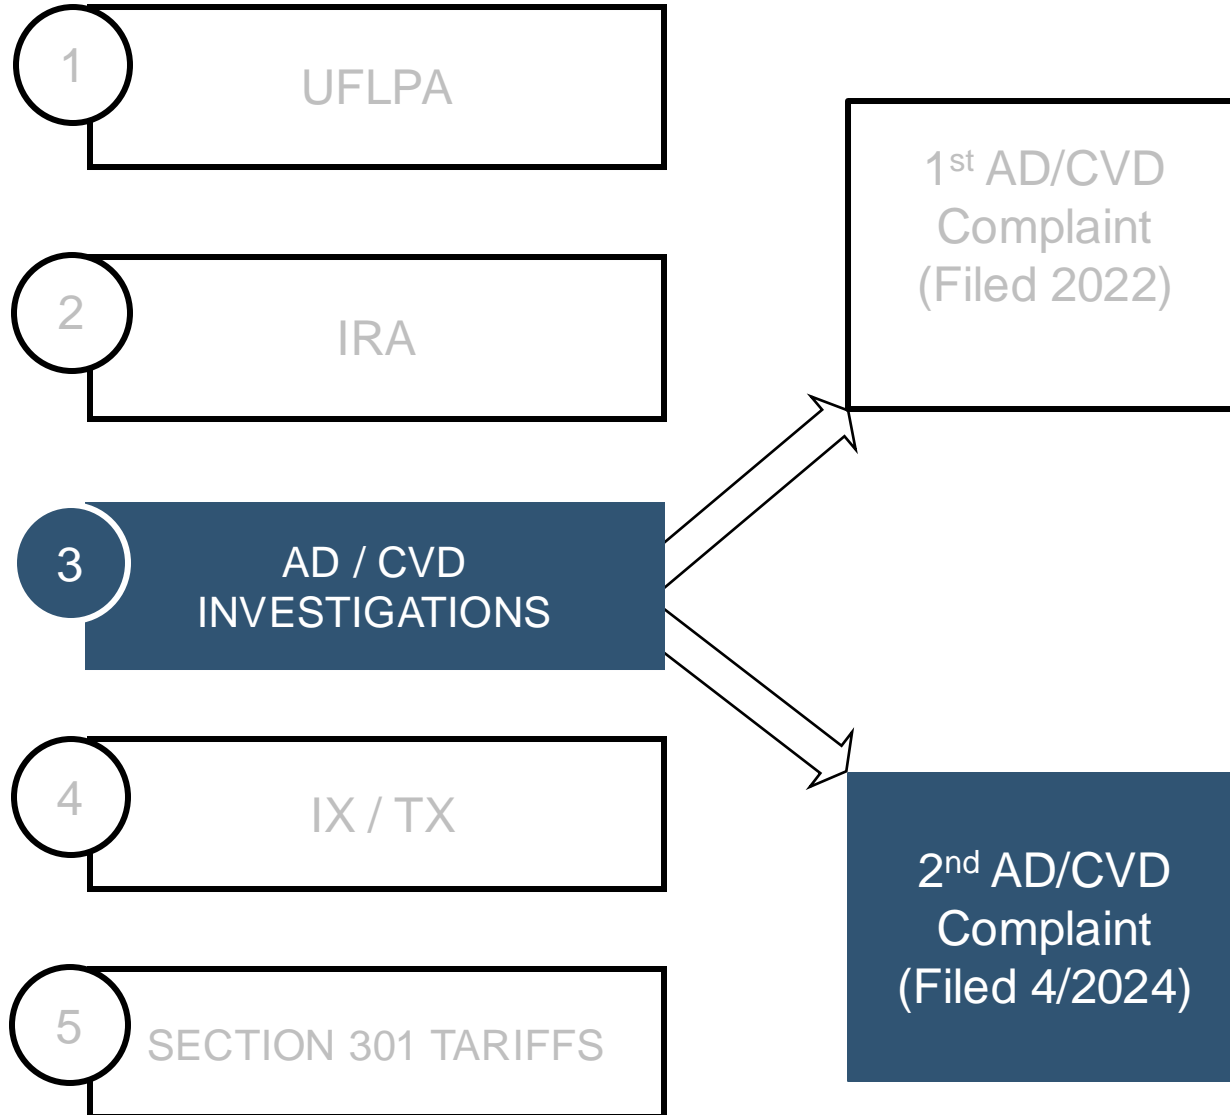 1
UFLPA
2
IRA
3
AD / CVD
INVESTIGATIONS
4
IX / TX
5
SECTION 301 TARIFFS
1st AD/CVD
Complaint
(Filed 2022)
2nd AD/CVD
Complaint
(Filed 4/2024)